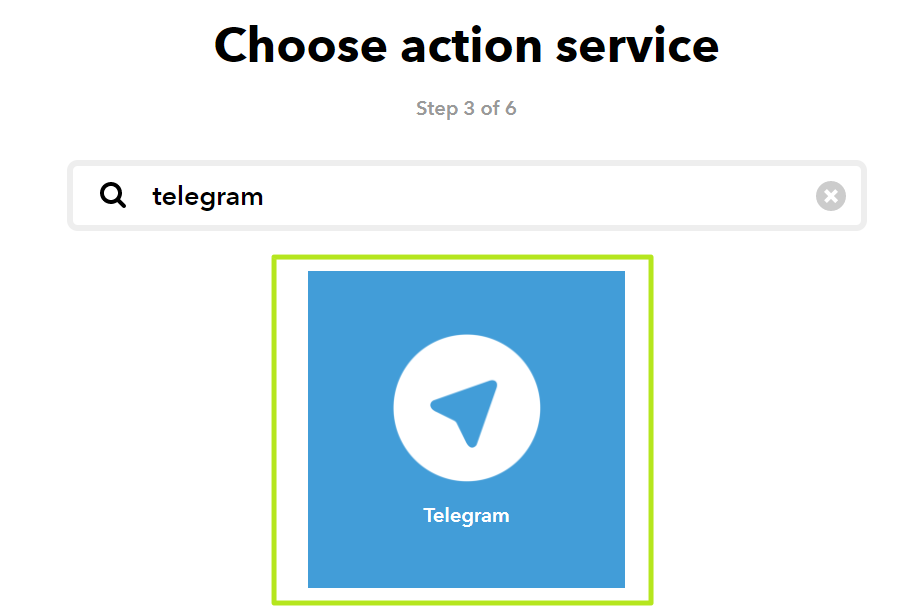 Choose action service
Step 3 of 6
telegram
Telegram